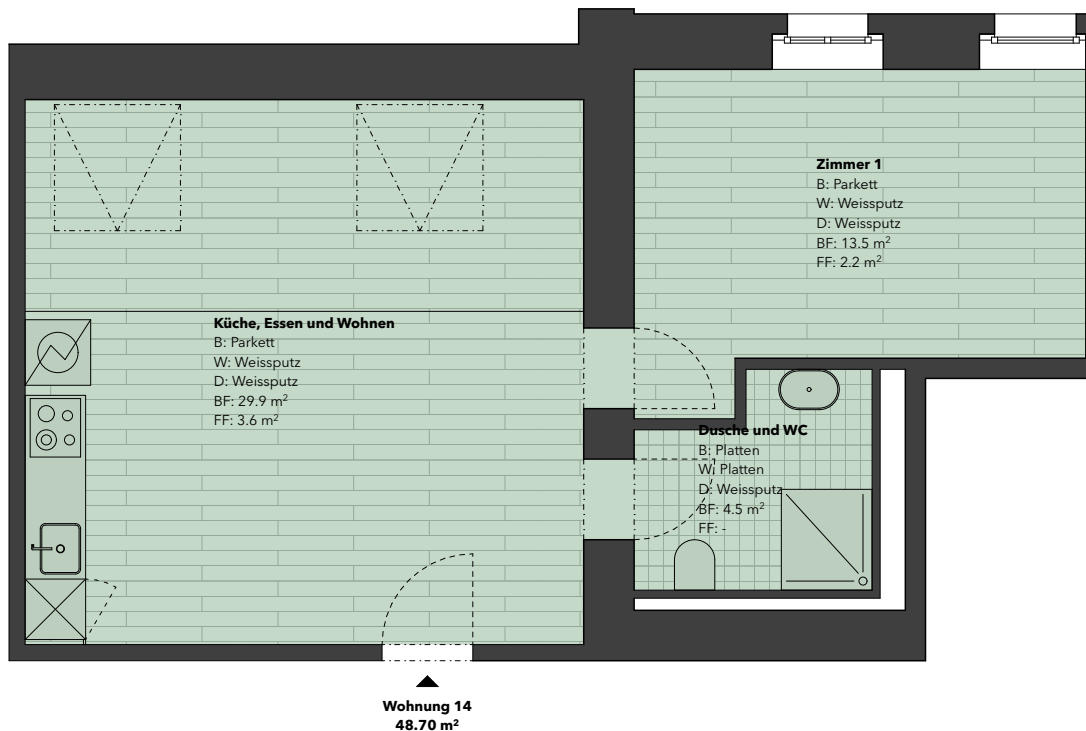 Zimmer 1
B: Parkett
W: Weissputz
D: Weissputz
BF: 13.5 m²
FF: 2.2 m²
Küche, Essen und Wohnen
B: Parkett
W: Weissputz
D: Weissputz
BF: 29.9 m²
FF: 3.6 m²
Dusche und WC
B: Platten
W: Platten
D: Weissputz
BF: 4.5 m²
FF: -
Wohnung 14
48.70 m²